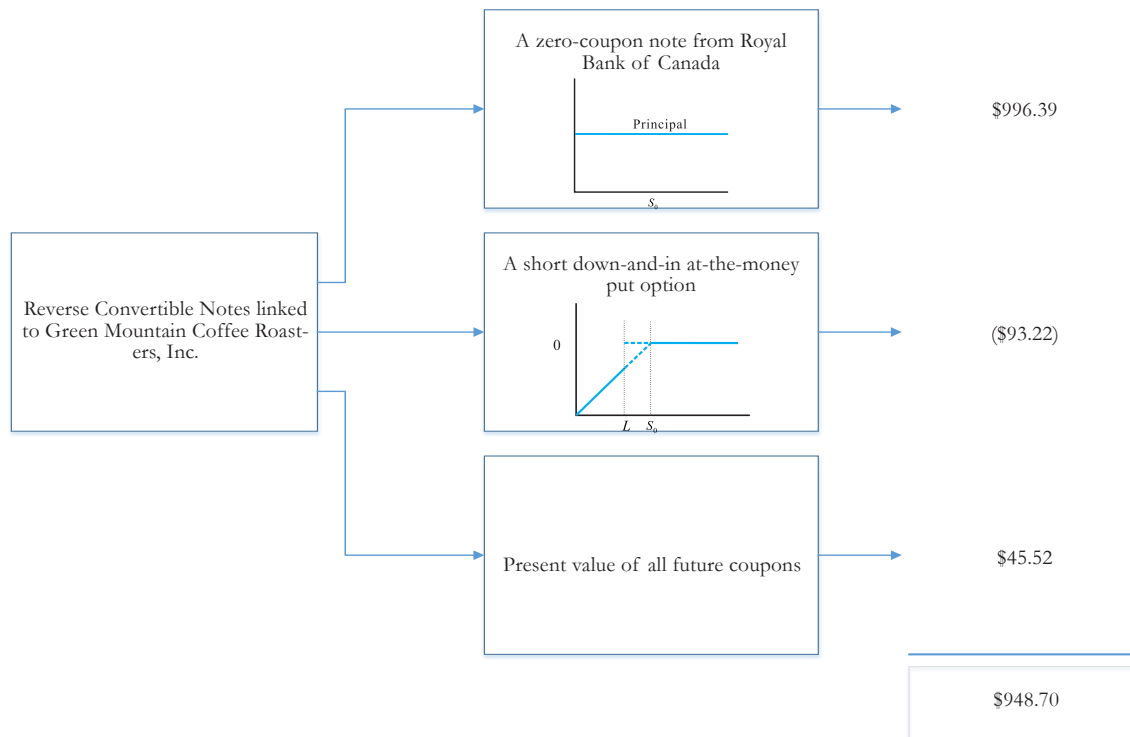 A zero-coupon note from Royal
Bank of Canada
Principal
S₀
$996.39
Reverse Convertible Notes linked
to Green Mountain Coffee Roast-
ers, Inc.
A short down-and-in at-the-money
put option
0
L S₀
($93.22)
Present value of all future coupons
$45.52
$948.70